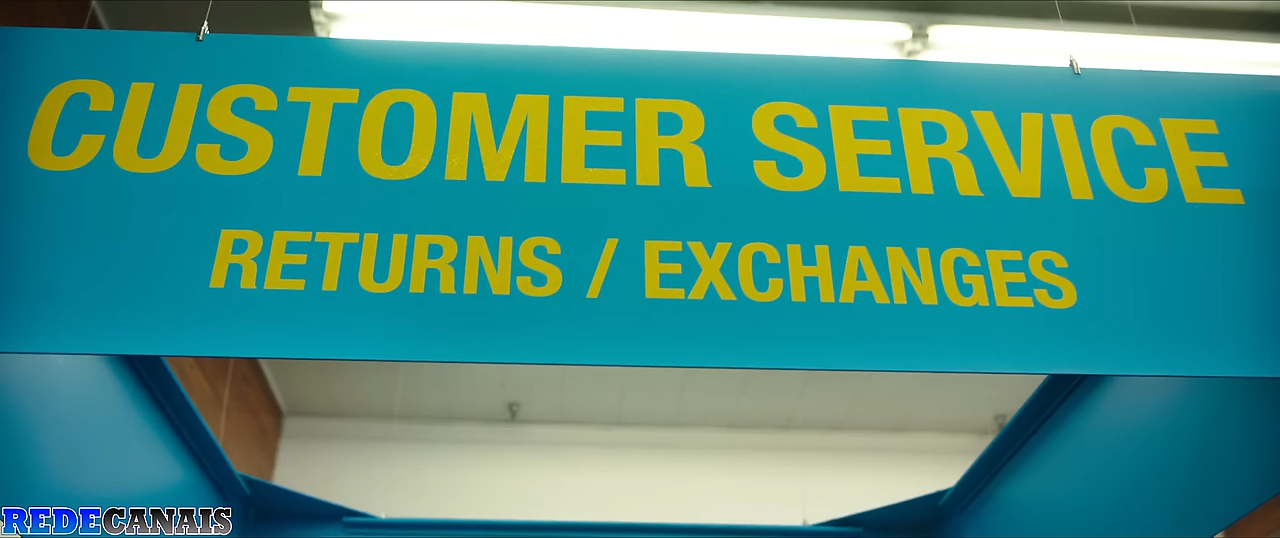 CUSTOMER SERVICE
RETURNS / EXCHANGES
REDECANAIS